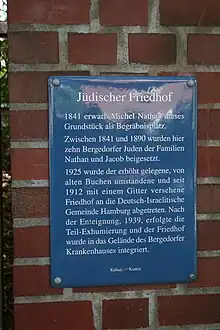 Jüdischer Friedhof
1841 erwarb Michel Nathan dieses
Grundstück als Begräbnisplatz.
Zwischen 1841 und 1890 wurden hier
zehn Bergedorfer Juden der Familien
Nathan und Jacob beigesetzt.
1925 wurde der erhöht gelegene, von
alten Buchen umstandene und seit
1912 mit einem Gitter versehene
Friedhof an die Deutsch-Israelitische
Gemeinde Hamburg abgetreten. Nach
der Enteignung, 1939, erfolgte die
Teil-Exhumierung und der Friedhof
wurde in das Gelände des Bergedorfer
Krankenhauses integriert.